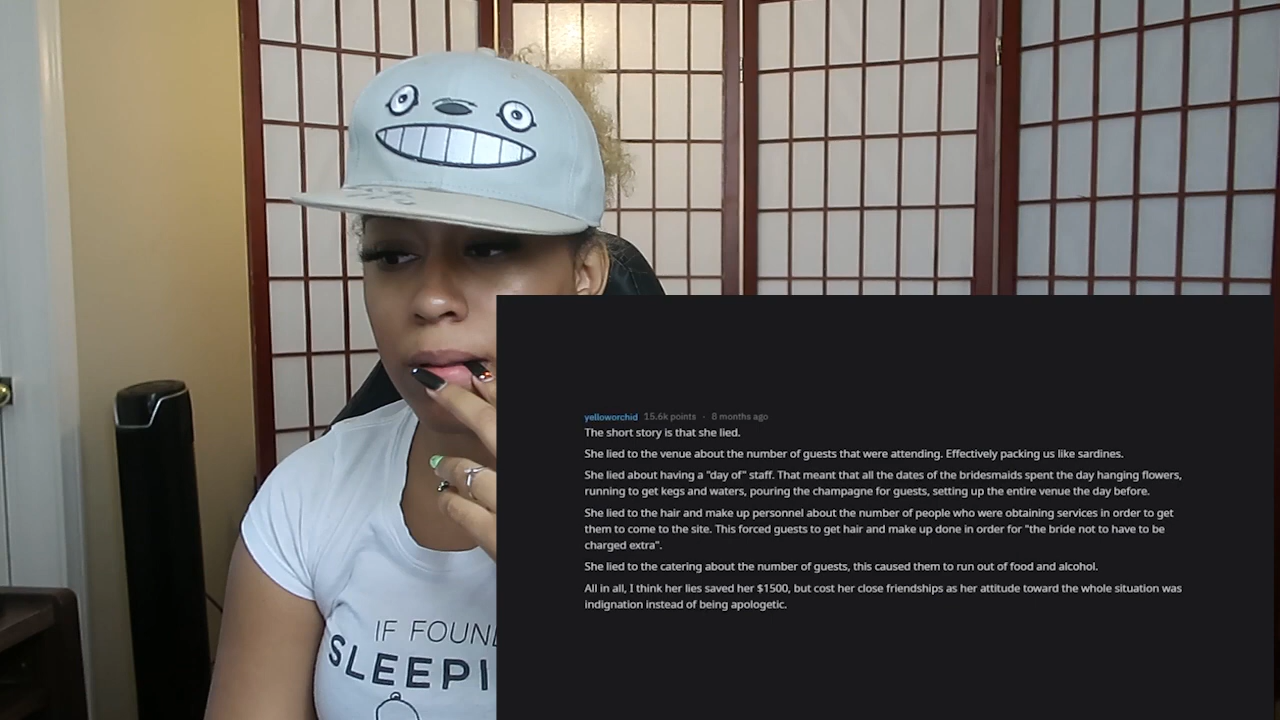 yelloworchid 15.6k points · 8 months ago
The short story is that she lied.
She lied to the venue about the number of guests that were attending. Effectively packing us like sardines.
She lied about having a "day of" staff. That meant that all the dates of the bridesmaids spent the day hanging flowers,
running to get kegs and waters, pouring the champagne for guests, setting up the entire venue the day before.
She lied to the hair and make up personnel about the number of people who were obtaining services in order to get
them to come to the site. This forced guests to get hair and make up done in order for "the bride not to have to be
charged extra".
She lied to the catering about the number of guests, this caused them to run out of food and alcohol.
All in all, I think her lies saved her $1500, but cost her close friendships as her attitude toward the whole situation was
indignation instead of being apologetic.
IF FOUN
SLEEPI